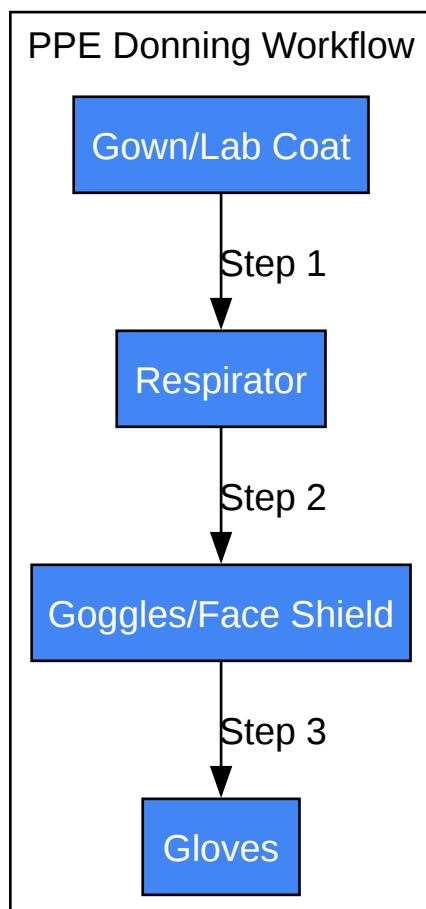 PPE Donning Workflow
Gown/Lab Coat
Step 1
Respirator
Step 2
Goggles/Face Shield
Step 3
Gloves